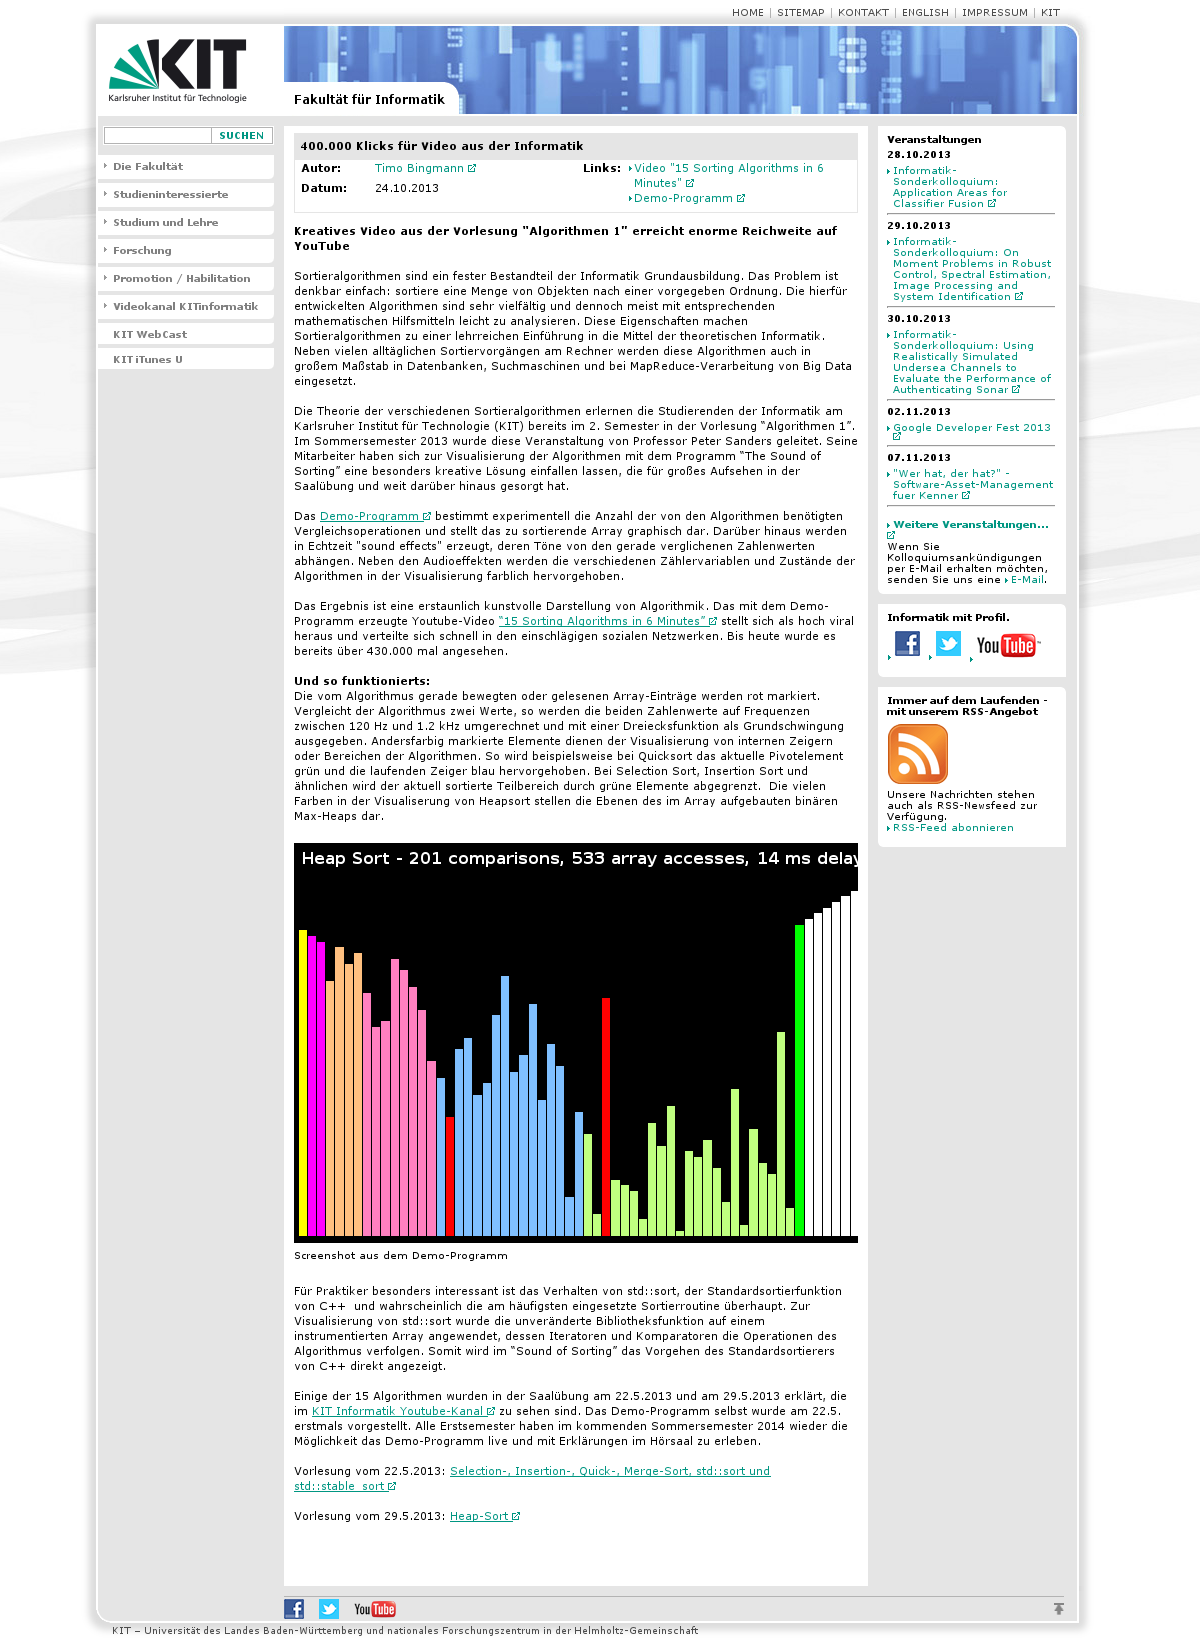 HOME | SITEMAP | KONTAKT | ENGLISH | IMPRESSUM | KIT
KIT
Karlsruher Institut für Technologie
Fakultät für Informatik
SUCHEN
Die Fakultät
Studieninteressierte
Studium und Lehre
Forschung
Promotion / Habilitation
Videokanal KITinformatik
KIT WebCast
KIT iTunes U
400.000 Klicks für Video aus der Informatik
Autor: Timo Bingmann
Datum: 24.10.2013
Links: Video "15 Sorting Algorithms in 6
Minutes"
Demo-Programm
Kreatives Video aus der Vorlesung "Algorithmen 1" erreicht enorme Reichweite auf
YouTube
Sortieralgorithmen sind ein fester Bestandteil der Informatik Grundausbildung. Das Problem ist
denkbar einfach: sortiere eine Menge von Objekten nach einer vorgegeben Ordnung. Die hierfür
entwickelten Algorithmen sind sehr vielfältig und dennoch meist mit entsprechenden
mathematischen Hilfsmitteln leicht zu analysieren. Diese Eigenschaften machen
Sortieralgorithmen zu einer lehrreichen Einführung in die Mittel der theoretischen Informatik.
Neben vielen alltäglichen Sortiervorgängen am Rechner werden diese Algorithmen auch in
großem Maßstab in Datenbanken, Suchmaschinen und bei MapReduce-Verarbeitung von Big Data
eingesetzt.
Die Theorie der verschiedenen Sortieralgorithmen erlernen die Studierenden der Informatik am
Karlsruher Institut für Technologie (KIT) bereits im 2. Semester in der Vorlesung “Algorithmen 1”.
Im Sommersemester 2013 wurde diese Veranstaltung von Professor Peter Sanders geleitet. Seine
Mitarbeiter haben sich zur Visualisierung der Algorithmen mit dem Programm “The Sound of
Sorting” eine besonders kreative Lösung einfallen lassen, die für großes Aufsehen in der
Saalübung und weit darüber hinaus gesorgt hat.
Das Demo-Programm bestimmt experimentell die Anzahl der von den Algorithmen benötigten
Vergleichsoperationen und stellt das zu sortierende Array graphisch dar. Darüber hinaus werden
in Echtzeit "sound effects" erzeugt, deren Töne von den gerade verglichenen Zahlenwerten
abhängen. Neben den Audioeffekten werden die verschiedenen Zählervariablen und Zustände der
Algorithmen in der Visualisierung farblich hervorgehoben.
Das Ergebnis ist eine erstaunlich kunstvolle Darstellung von Algorithmik. Das mit dem Demo-
Programm erzeugte Youtube-Video “15 Sorting Algorithms in 6 Minutes” stellt sich als hoch viral
heraus und verteilte sich schnell in den einschlägigen sozialen Netzwerken. Bis heute wurde es
bereits über 430.000 mal angesehen.
Und so funktionierts:
Die vom Algorithmus gerade bewegten oder gelesenen Array-Einträge werden rot markiert.
Vergleicht der Algorithmus zwei Werte, so werden die beiden Zahlenwerte auf Frequenzen
zwischen 120 Hz und 1.2 kHz umgerechnet und mit einer Dreiecksfunktion als Grundschwingung
ausgegeben. Andersfarbig markierte Elemente dienen der Visualisierung von internen Zeigern
oder Bereichen der Algorithmen. So wird beispielsweise bei Quicksort das aktuelle Pivotelement
grün und die laufenden Zeiger blau hervorgehoben. Bei Selection Sort, Insertion Sort und
ähnlichen wird der aktuell sortierte Teilbereich durch grüne Elemente abgegrenzt.  Die vielen
Farben in der Visualiserung von Heapsort stellen die Ebenen des im Array aufgebauten binären
Max-Heaps dar.
Heap Sort - 201 comparisons, 533 array accesses, 14 ms delay
Screenshot aus dem Demo-Programm
Für Praktiker besonders interessant ist das Verhalten von std::sort, der Standardsortierfunktion
von C++  und wahrscheinlich die am häufigsten eingesetzte Sortierroutine überhaupt. Zur
Visualisierung von std::sort wurde die unveränderte Bibliotheksfunktion auf einem
instrumentierten Array angewendet, dessen Iteratoren und Komparatoren die Operationen des
Algorithmus verfolgen. Somit wird im “Sound of Sorting” das Vorgehen des Standardsortierers
von C++ direkt angezeigt.
Einige der 15 Algorithmen wurden in der Saalübung am 22.5.2013 und am 29.5.2013 erklärt, die
im KIT Informatik Youtube-Kanal zu sehen sind. Das Demo-Programm selbst wurde am 22.5.
erstmals vorgestellt. Alle Erstsemester haben im kommenden Sommersemester 2014 wieder die
Möglichkeit das Demo-Programm live und mit Erklärungen im Hörsaal zu erleben.
Vorlesung vom 22.5.2013: Selection-, Insertion-, Quick-, Merge-Sort, std::sort und
std::stable_sort
Vorlesung vom 29.5.2013: Heap-Sort
Veranstaltungen
28.10.2013
Informatik-
Sonderkolloquium:
Application Areas for
Classifier Fusion
29.10.2013
Informatik-
Sonderkolloquium: On
Moment Problems in Robust
Control, Spectral Estimation,
Image Processing and
System Identification
30.10.2013
Informatik-
Sonderkolloquium: Using
Realistically Simulated
Undersea Channels to
Evaluate the Performance of
Authenticating Sonar
02.11.2013
Google Developer Fest 2013
07.11.2013
"Wer hat, der hat?" -
Software-Asset-Management
fuer Kenner
Weitere Veranstaltungen...
Wenn Sie
Kolloquiumsankündigungen
per E-Mail erhalten möchten,
senden Sie uns eine E-Mail.
Informatik mit Profil.
YouTube
Immer auf dem Laufenden -
mit unserem RSS-Angebot
Unsere Nachrichten stehen
auch als RSS-Newsfeed zur
Verfügung.
RSS-Feed abonnieren
YouTube
KIT – Universität des Landes Baden-Württemberg und nationales Forschungszentrum in der Helmholtz-Gemeinschaft